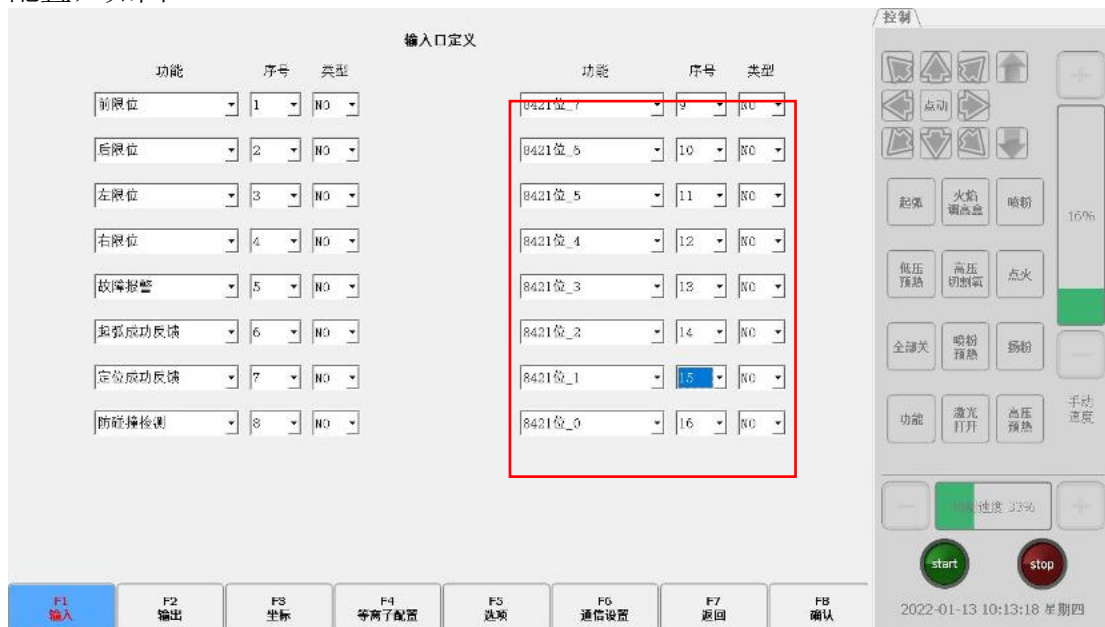 控制
输入口定义
功能 序号 类型 功能 序号 类型
前限位 1 NO 8421位_7 9 NO
后限位 2 NO 8421位_6 10 NO
左限位 3 NO 8421位_5 11 NO
右限位 4 NO 8421位_4 12 NO
故障报警 5 NO 8421位_3 13 NO
起弧成功反馈 6 NO 8421位_2 14 NO
定位成功反馈 7 NO 8421位_1 15 NO
防碰撞检测 8 NO 8421位_0 16 NO
点动
起弧 火焰调高盒 喷粉
16%
低压预热 高压切割氧 点火
全部关 喷粉预热 扬粉
手动速度
功能 激光打开 高压预热
切割速度 33%
start stop
2022-01-13 10:13:18 星期四
F1 输入
F2 输出
F3 坐标
F4 等离子配置
F5 选项
F6 通信设置
F7 返回
F8 确认